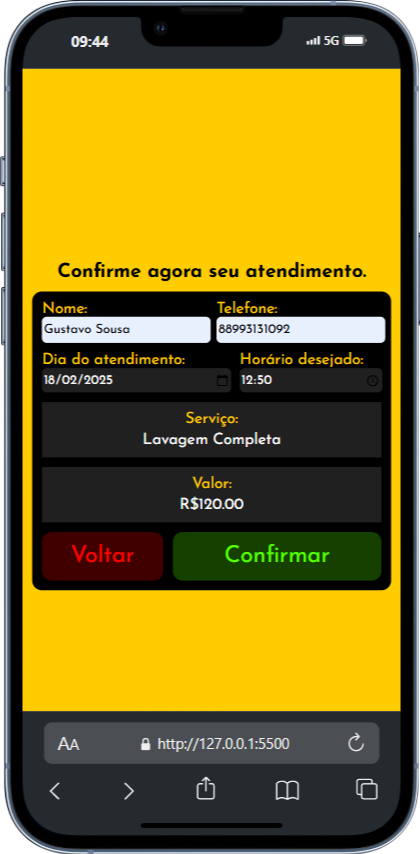 09:44 5G
Confirme agora seu atendimento.
Nome: Telefone:
Gustavo Sousa 88993131092
Dia do atendimento: Horário desejado:
18/02/2025 12:50
Serviço:
Lavagem Completa
Valor:
R$120.00
Voltar Confirmar
AA http://127.0.0.1:5500